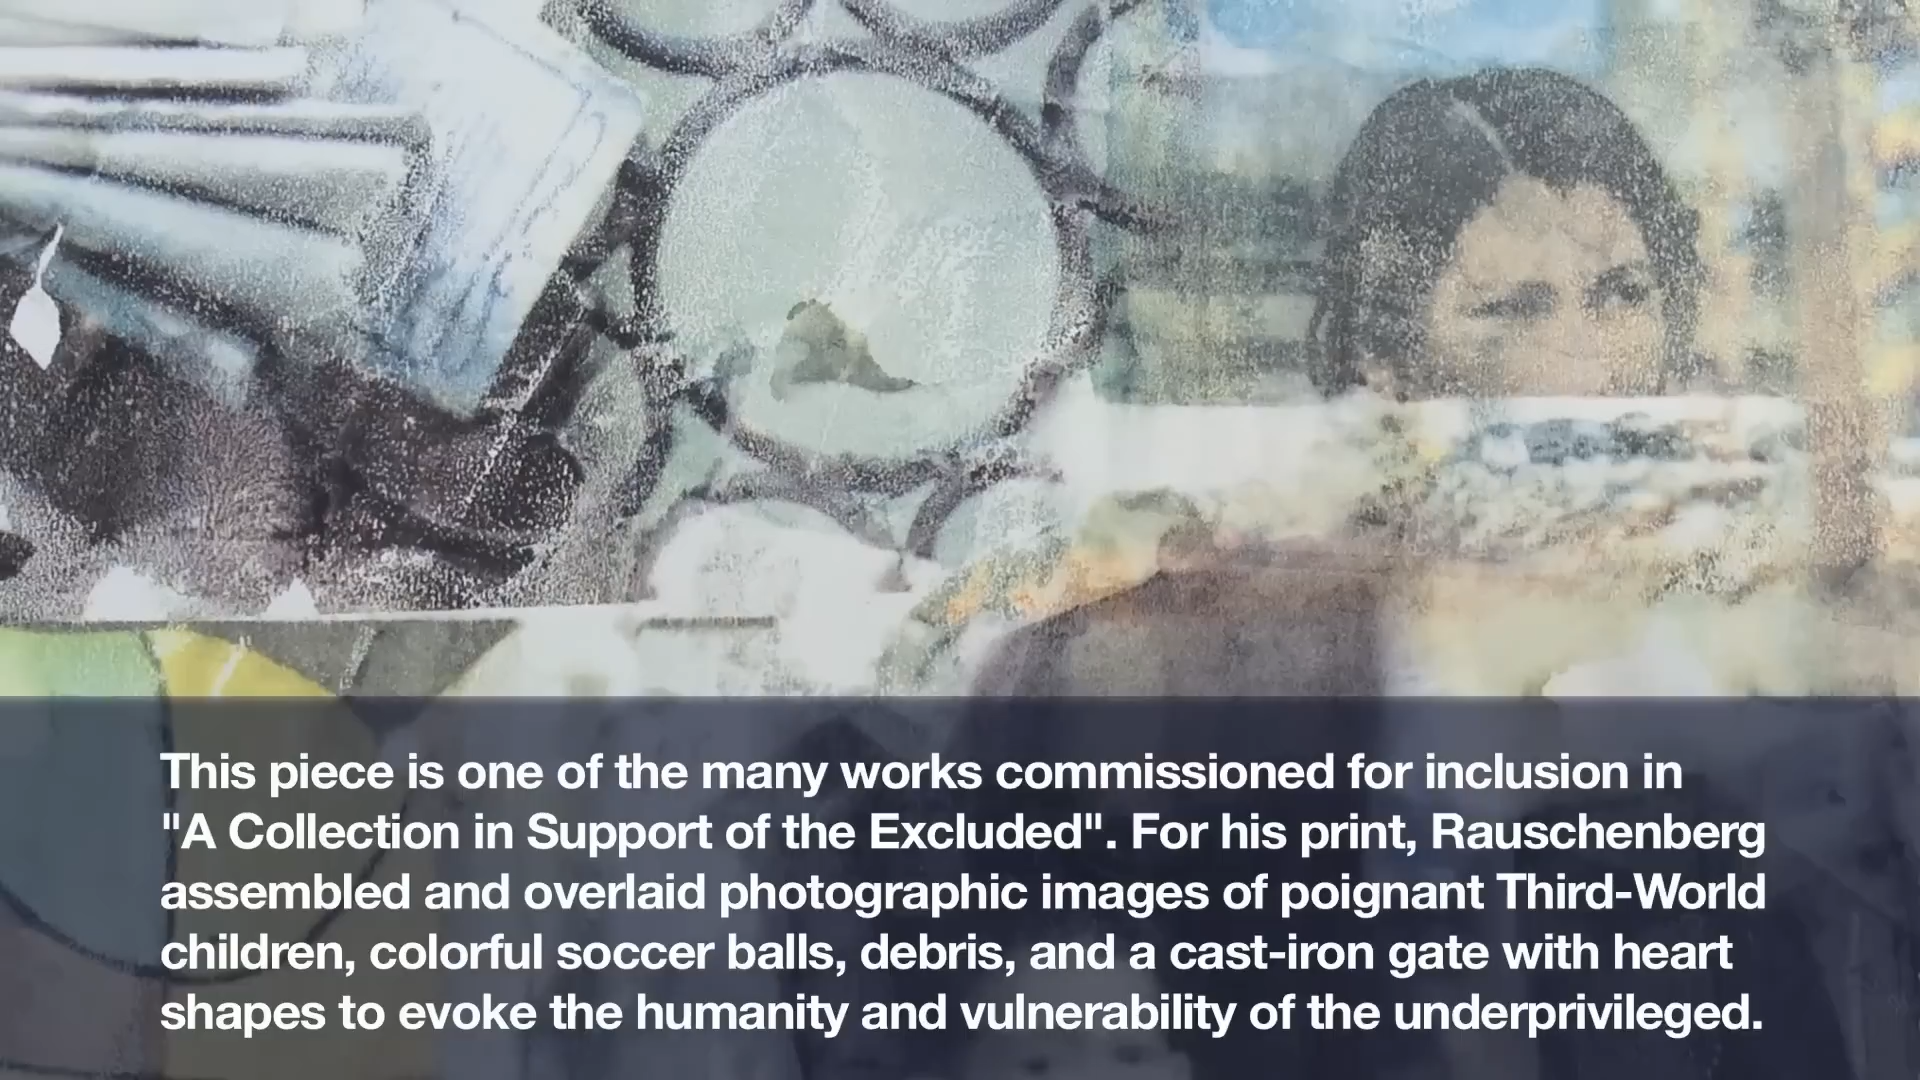 This piece is one of the many works commissioned for inclusion in
"A Collection in Support of the Excluded". For his print, Rauschenberg
assembled and overlaid photographic images of poignant Third-World
children, colorful soccer balls, debris, and a cast-iron gate with heart
shapes to evoke the humanity and vulnerability of the underprivileged.